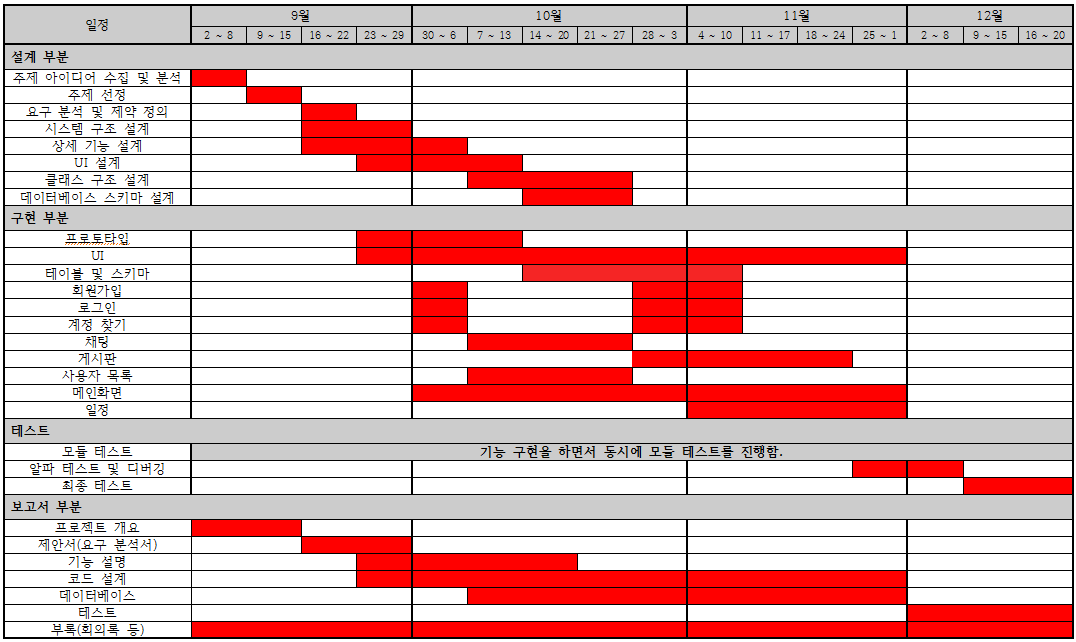 일정 9월 10월 11월 12월
2 ~ 8 9 ~ 15 16 ~ 22 23 ~ 29 30 ~ 6 7 ~ 13 14 ~ 20 21 ~ 27 28 ~ 3 4 ~ 10 11 ~ 17 18 ~ 24 25 ~ 1 2 ~ 8 9 ~ 15 16 ~ 20
설계 부분
주제 아이디어 수집 및 분석
주제 선정
요구 분석 및 제약 정의
시스템 구조 설계
상세 기능 설계
UI 설계
클래스 구조 설계
데이터베이스 스키마 설계
구현 부분
프로토타입
UI
테이블 및 스키마
회원가입
로그인
계정 찾기
채팅
게시판
사용자 목록
메인화면
일정
테스트
모듈 테스트 기능 구현을 하면서 동시에 모듈 테스트를 진행함.
알파 테스트 및 디버깅
최종 테스트
보고서 부분
프로젝트 개요
제안서(요구 분석서)
기능 설명
코드 설계
데이터베이스
테스트
부록(회의록 등)